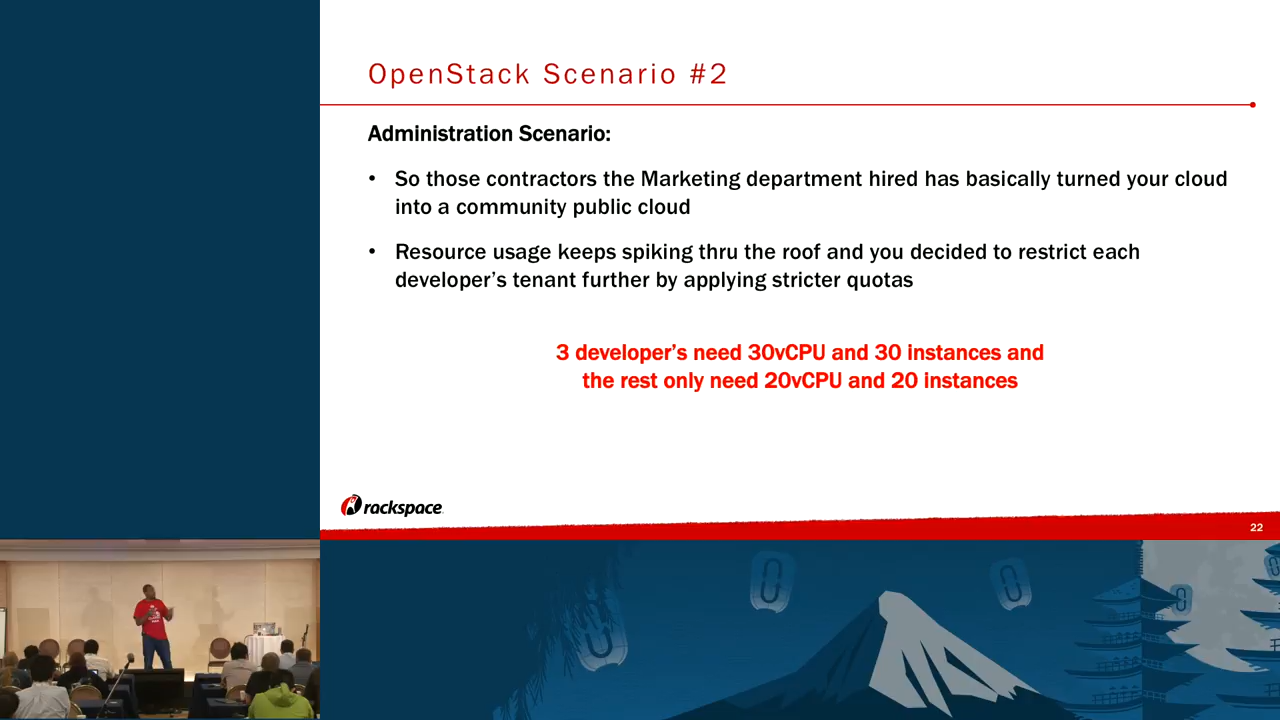 OpenStack Scenario #2
Administration Scenario:
• So those contractors the Marketing department hired has basically turned your cloud
into a community public cloud
• Resource usage keeps spiking thru the roof and you decided to restrict each
developer’s tenant further by applying stricter quotas
3 developer’s need 30vCPU and 30 instances and
the rest only need 20vCPU and 20 instances
rackspace
22